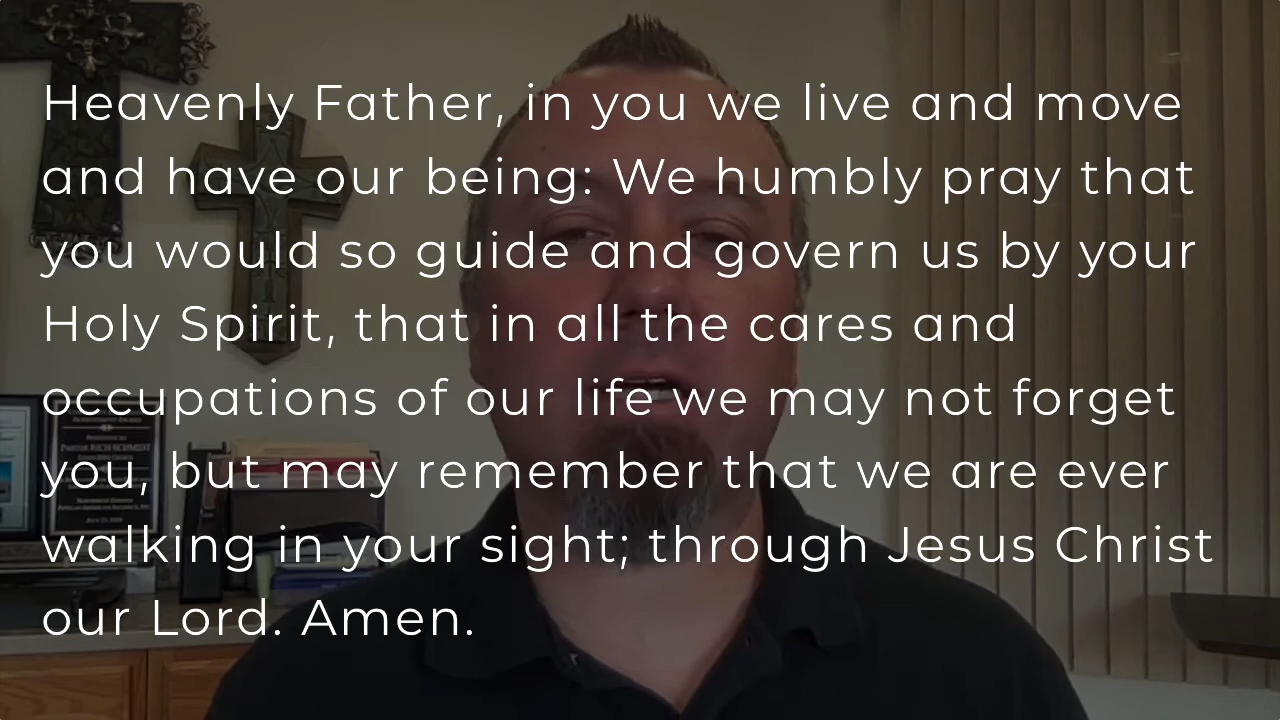 Heavenly Father, in you we live and move
and have our being: We humbly pray that
you would so guide and govern us by your
Holy Spirit, that in all the cares and
occupations of our life we may not forget
you, but may remember that we are ever
walking in your sight; through Jesus Christ
our Lord. Amen.
PASTOR RICH SCHMIDT